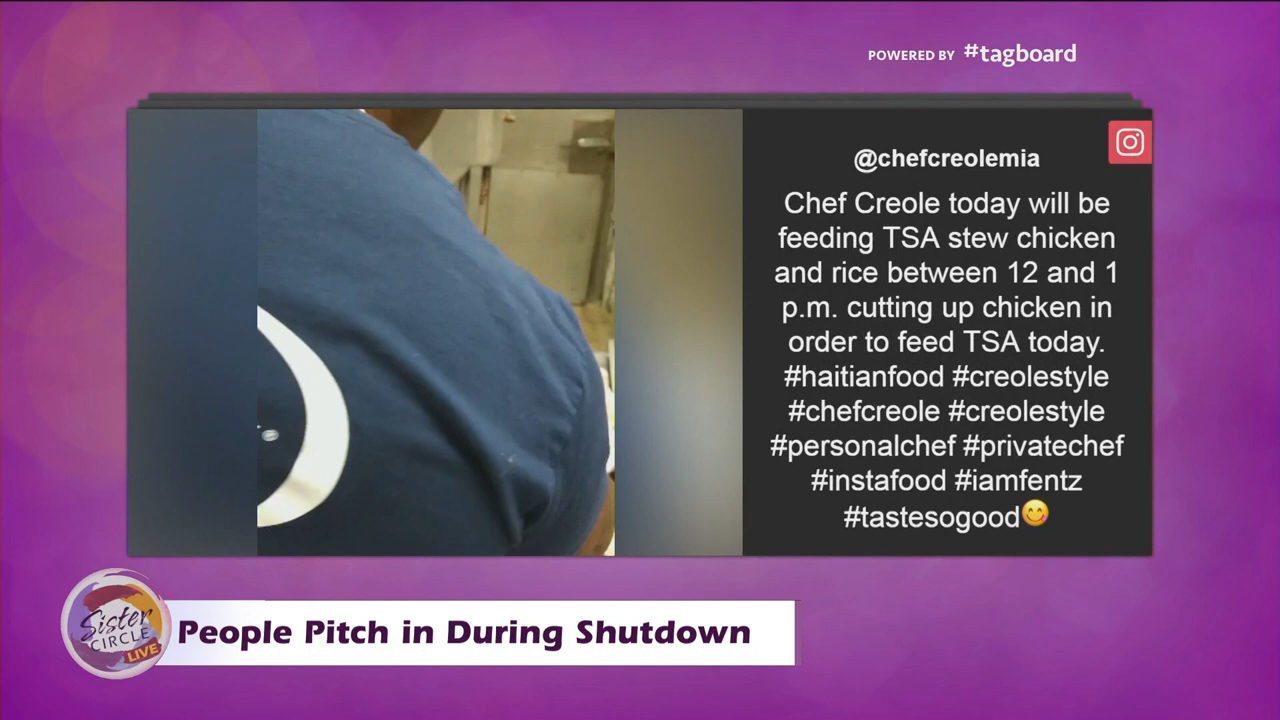 POWERED BY #tagboard
@chefcreolemia
Chef Creole today will be
feeding TSA stew chicken
and rice between 12 and 1
p.m. cutting up chicken in
order to feed TSA today.
#haitianfood #creolestyle
#chefcreole #creolestyle
#personalchef #privatechef
#instafood #iamfentz
#tastesogood😋
Sister
CIRCLE
LIVE
People Pitch in During Shutdown